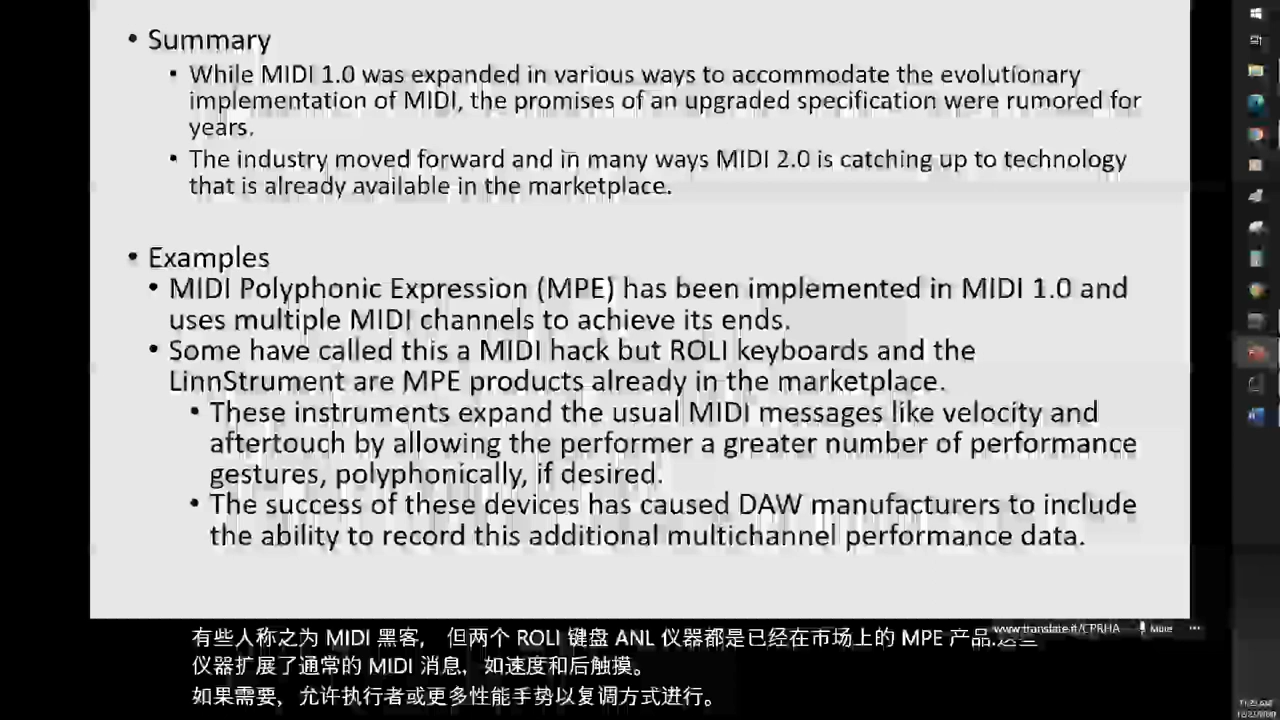 • Summary
▪ While MIDI 1.0 was expanded in various ways to accommodate the evolutionary
implementation of MIDI, the promises of an upgraded specification were rumored for
years.
▪ The industry moved forward and in many ways MIDI 2.0 is catching up to technology
that is already available in the marketplace.
• Examples
• MIDI Polyphonic Expression (MPE) has been implemented in MIDI 1.0 and
uses multiple MIDI channels to achieve its ends.
• Some have called this a MIDI hack but ROLI keyboards and the
LinnStrument are MPE products already in the marketplace.
• These instruments expand the usual MIDI messages like velocity and
aftertouch by allowing the performer a greater number of performance
gestures, polyphonically, if desired.
• The success of these devices has caused DAW manufacturers to include
the ability to record this additional multichannel performance data.
www.translate.it/CPRHA More
有些人称之为 MIDI 黑客， 但两个 ROLI 键盘 ANL 仪器都是已经在市场上的 MPE 产品.这些
仪器扩展了通常的 MIDI 消息，如速度和后触摸。
如果需要，允许执行者或更多性能手势以复调方式进行。